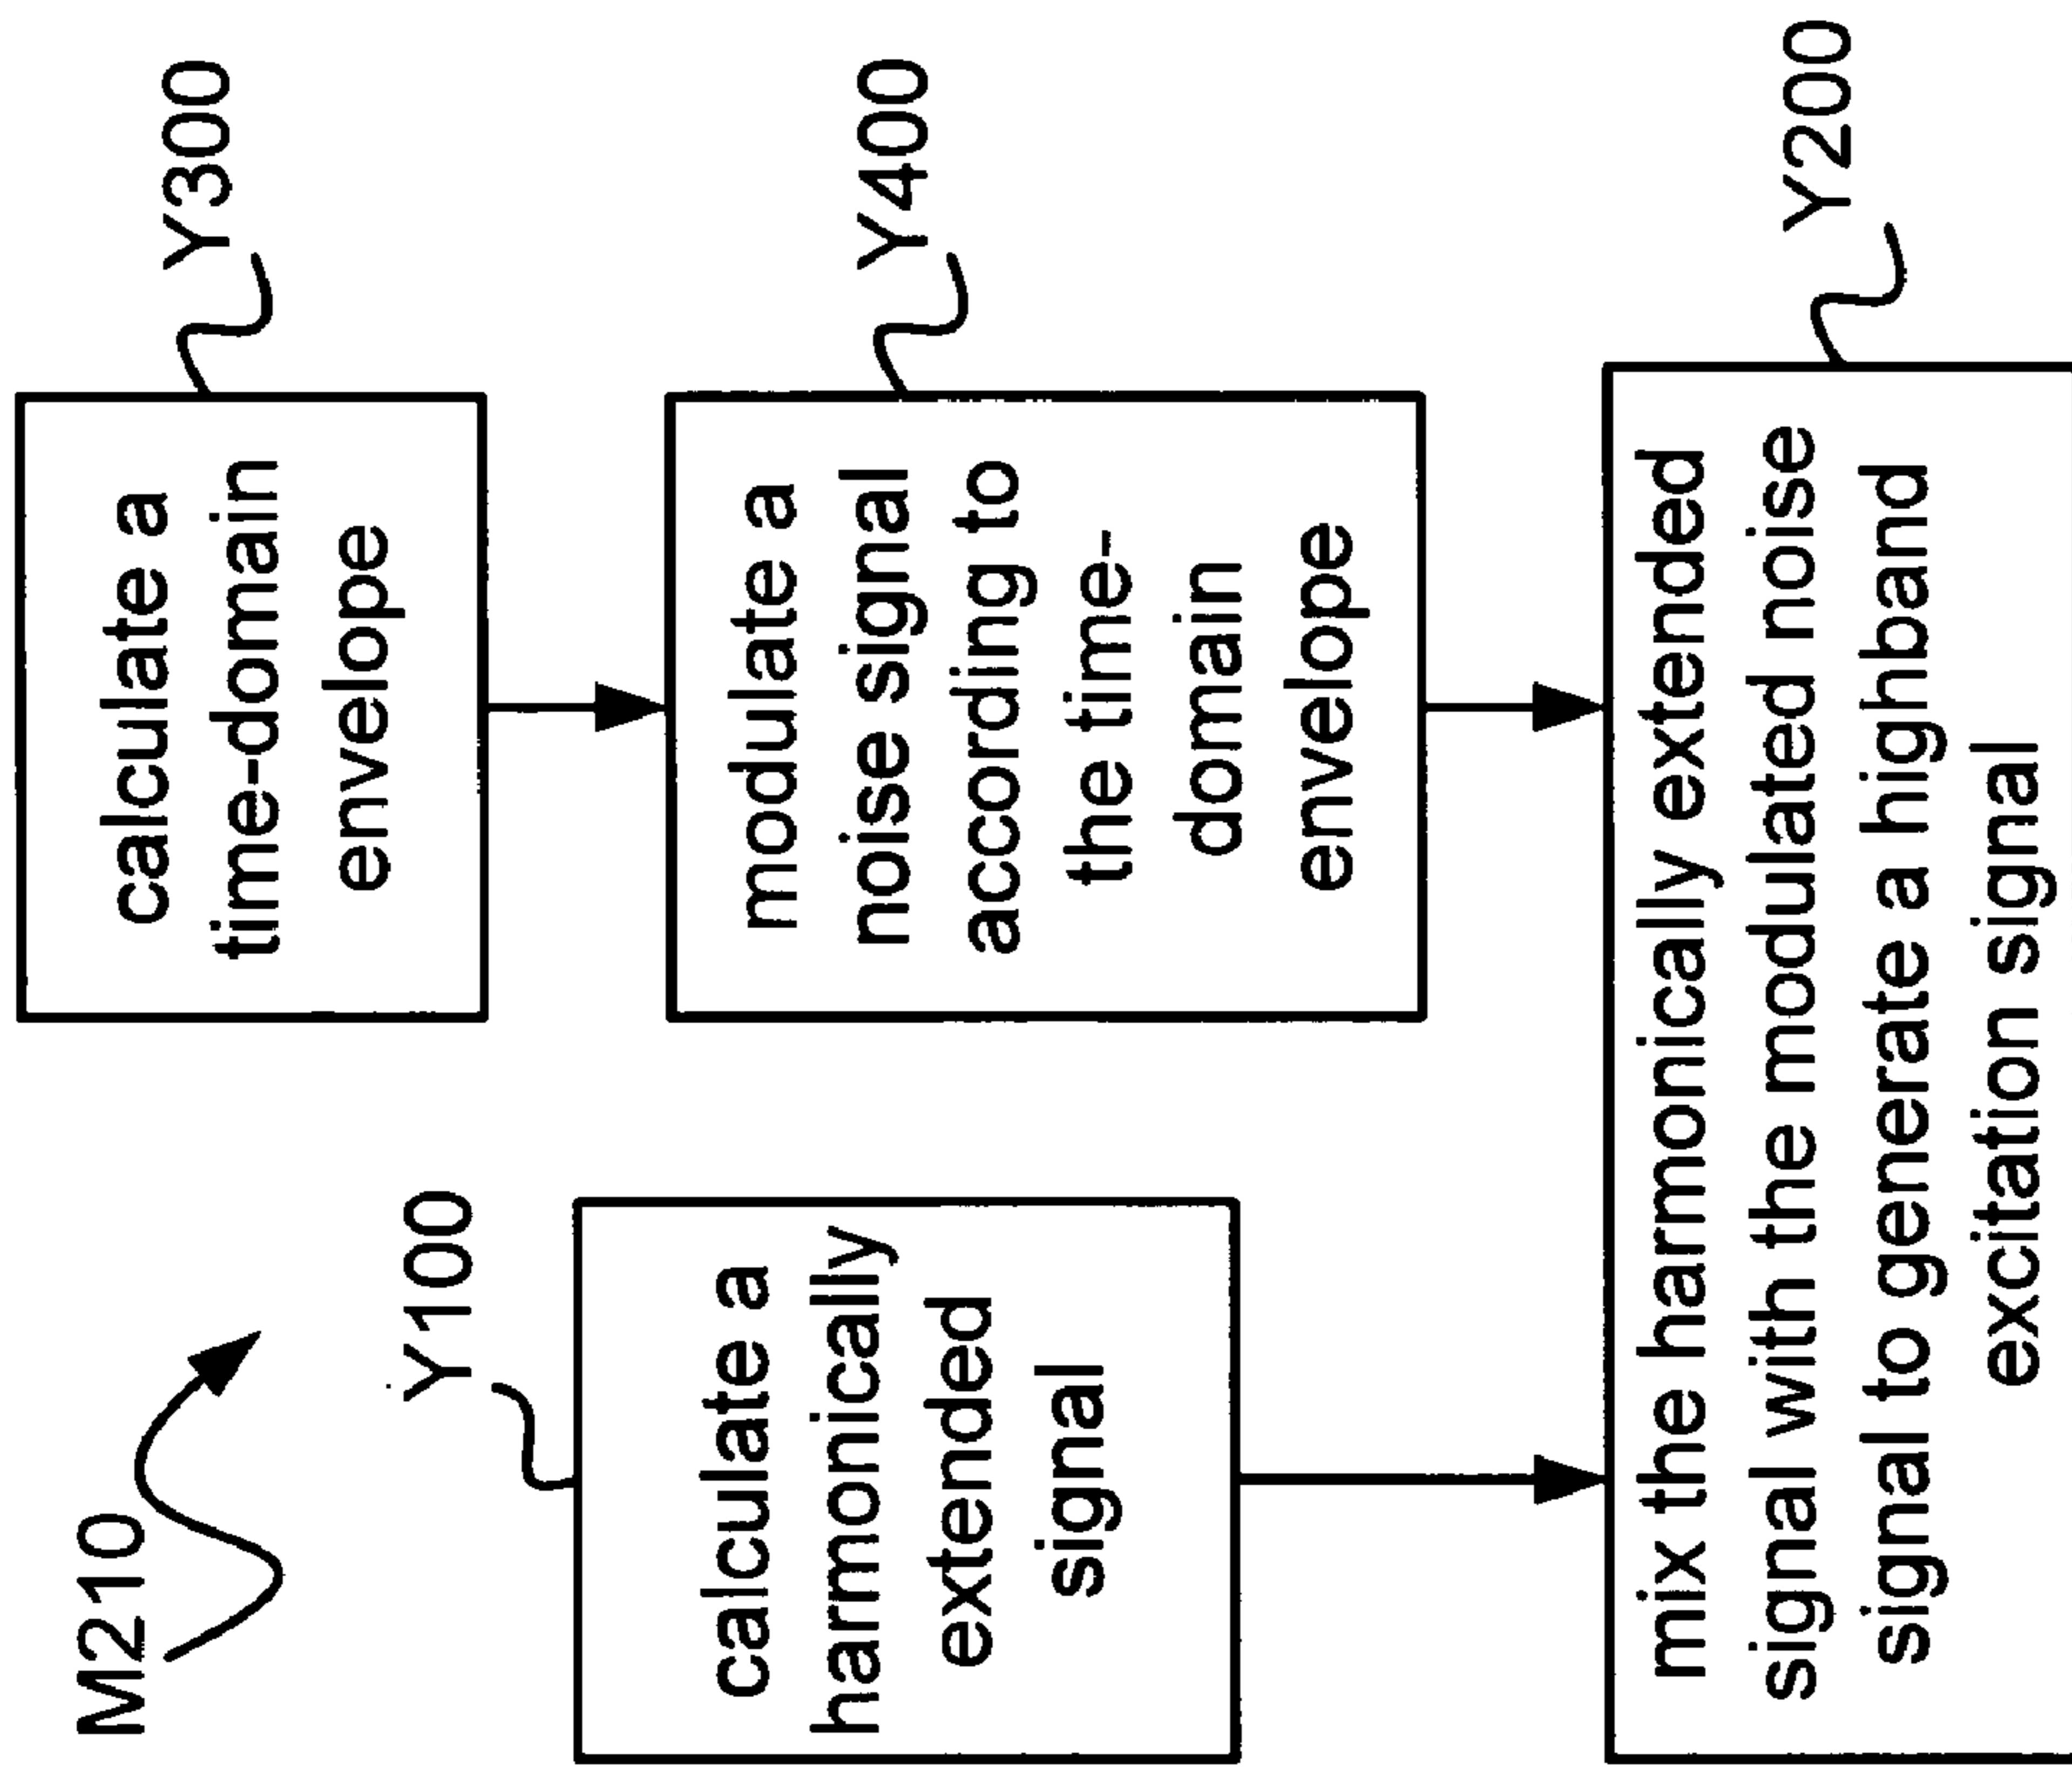 M210
Y100
calculate a
harmonically
extended
signal
calculate a
time-domain
envelope
Y300
modulate a
noise signal
according to
the time-
domain
envelope
Y400
mix the harmonically extended
signal with the modulated noise
signal to generate a highband
excitation signal
Y200